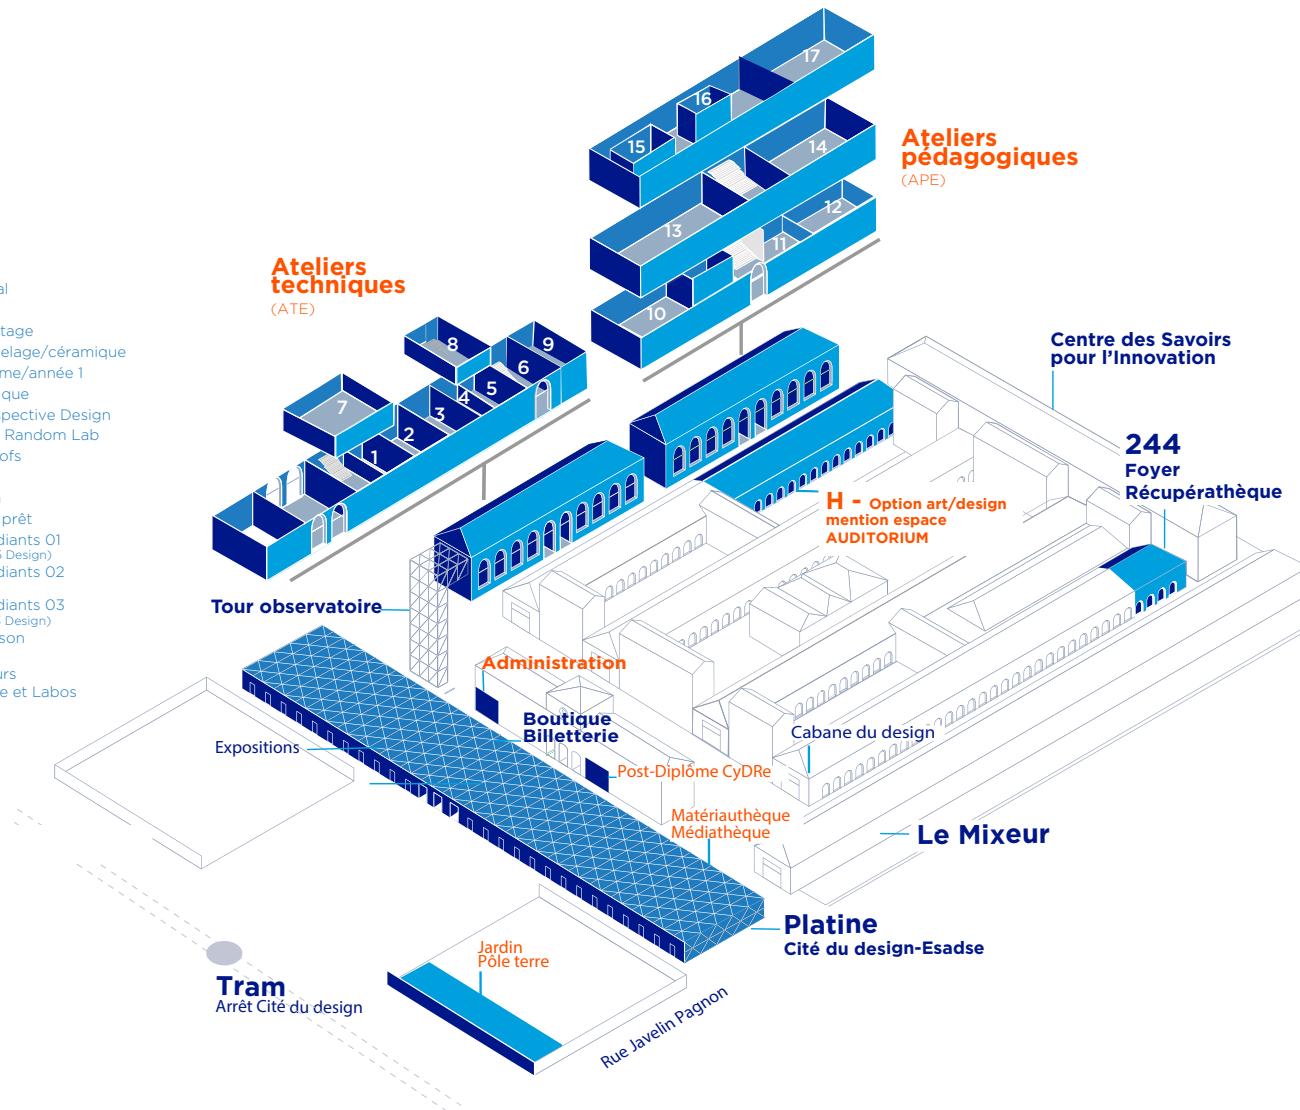 17
16
15
14
Ateliers
pédagogiques
(APE)
12
13
11
10
Ateliers
techniques
(ATE)
8
9
6
5
4
7
3
2
1
al
tage
elage/céramique
me/année 1
que
spective Design
Random Lab
ofs
prêt
diants 01
Design)
diants 02
diants 03
Design)
son
urs
e et Labos
Centre des Savoirs
pour l'Innovation
244
Foyer
Récupérathèque
H - Option art/design
mention espace
AUDITORIUM
Tour observatoire
Administration
Boutique
Billetterie
Expositions
Cabane du design
Post-Diplôme CyDRe
Matériauthèque
Médiathèque
Le Mixeur
Platine
Cité du design-Esadse
Jardin
Pôle terre
Tram
Arrêt Cité du design
Rue Javelin Pagnon